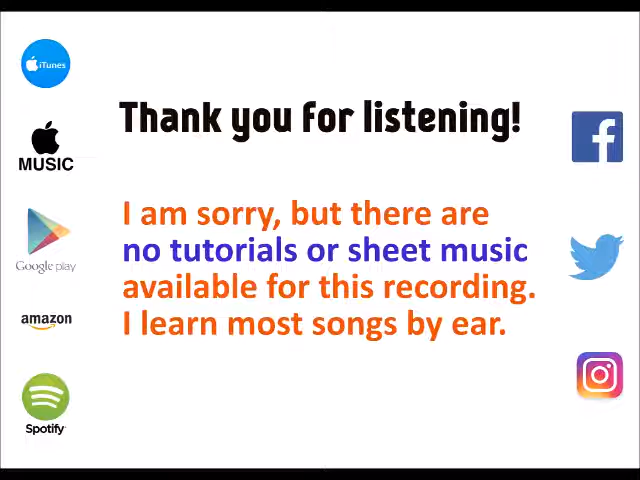 iTunes
Thank you for listening!
MUSIC
I am sorry, but there are
no tutorials or sheet music
Google play
available for this recording.
amazon
I learn most songs by ear.
Spotify